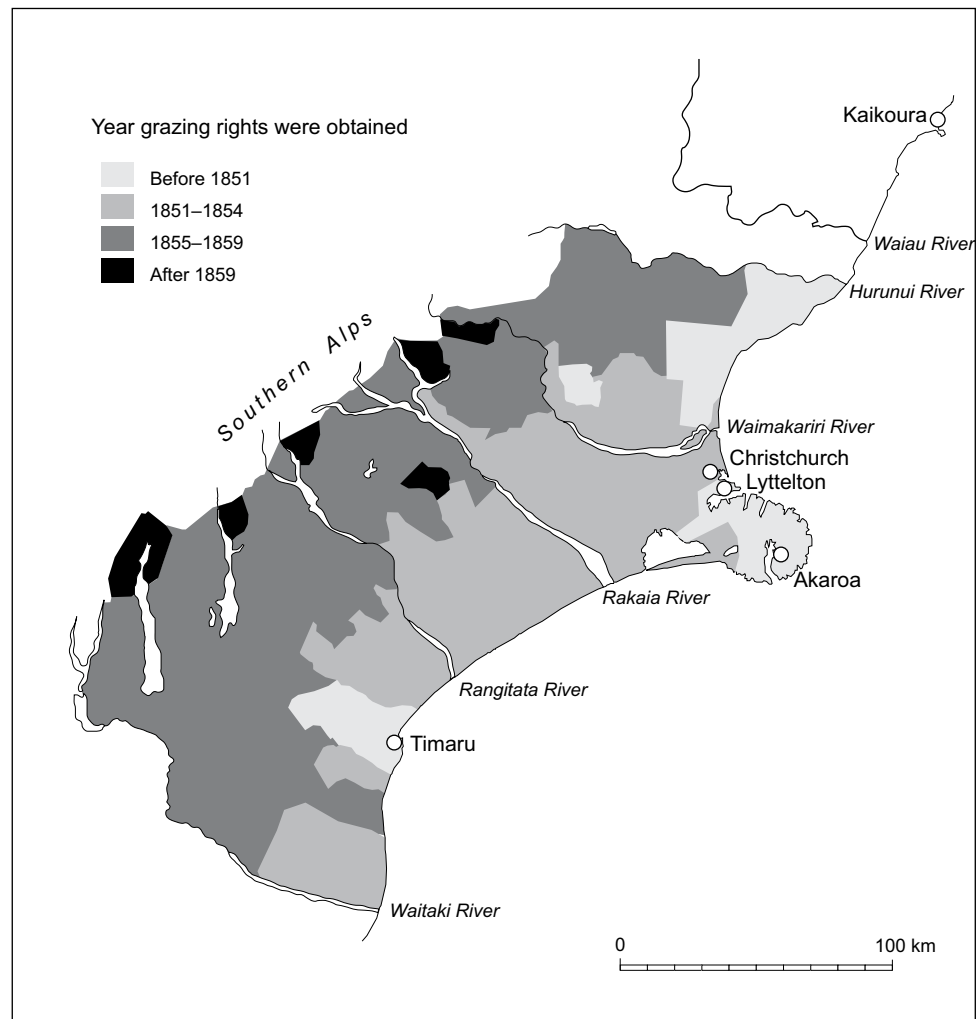 Year grazing rights were obtained
Before 1851
1851–1854
1855–1859
After 1859
Kaikoura
Waiau River
Hurunui River
Southern Alps
Waimakariri River
Christchurch
Lyttelton
Akaroa
Rakaia River
Rangitata River
Timaru
Waitaki River
0 100 km